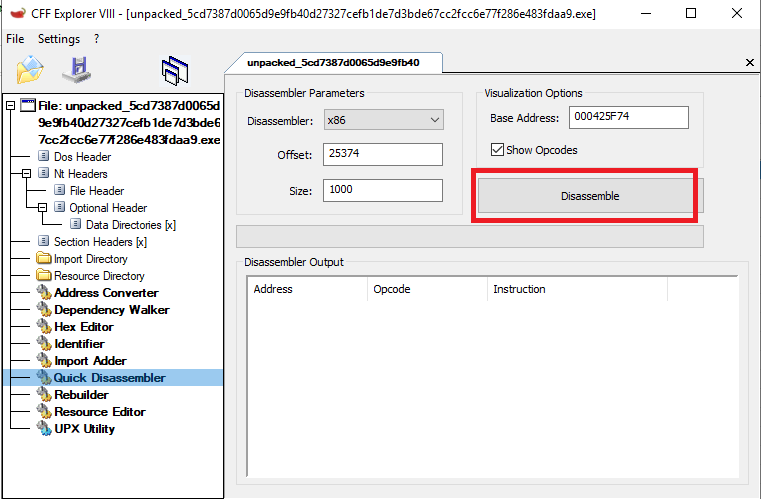 CFF Explorer VIII - [unpacked_5cd7387d0065d9e9fb40d27327cefb1de7d3bde67cc2fcc6e77f286e483fdaa9.exe]
File Settings ?
unpacked_5cd7387d0065d9e9fb40
File: unpacked_5cd7387d0065d
9e9fb40d27327cefb1de7d3bde6
7cc2fcc6e77f286e483fdaa9.exe
Dos Header
Nt Headers
File Header
Optional Header
Data Directories [x]
Section Headers [x]
Import Directory
Resource Directory
Address Converter
Dependency Walker
Hex Editor
Identifier
Import Adder
Quick Disassembler
Rebuilder
Resource Editor
UPX Utility
Disassembler Parameters
Disassembler: x86
Offset: 25374
Size: 1000
Visualization Options
Base Address: 000425F74
Show Opcodes
Disassemble
Disassembler Output
Address Opcode Instruction